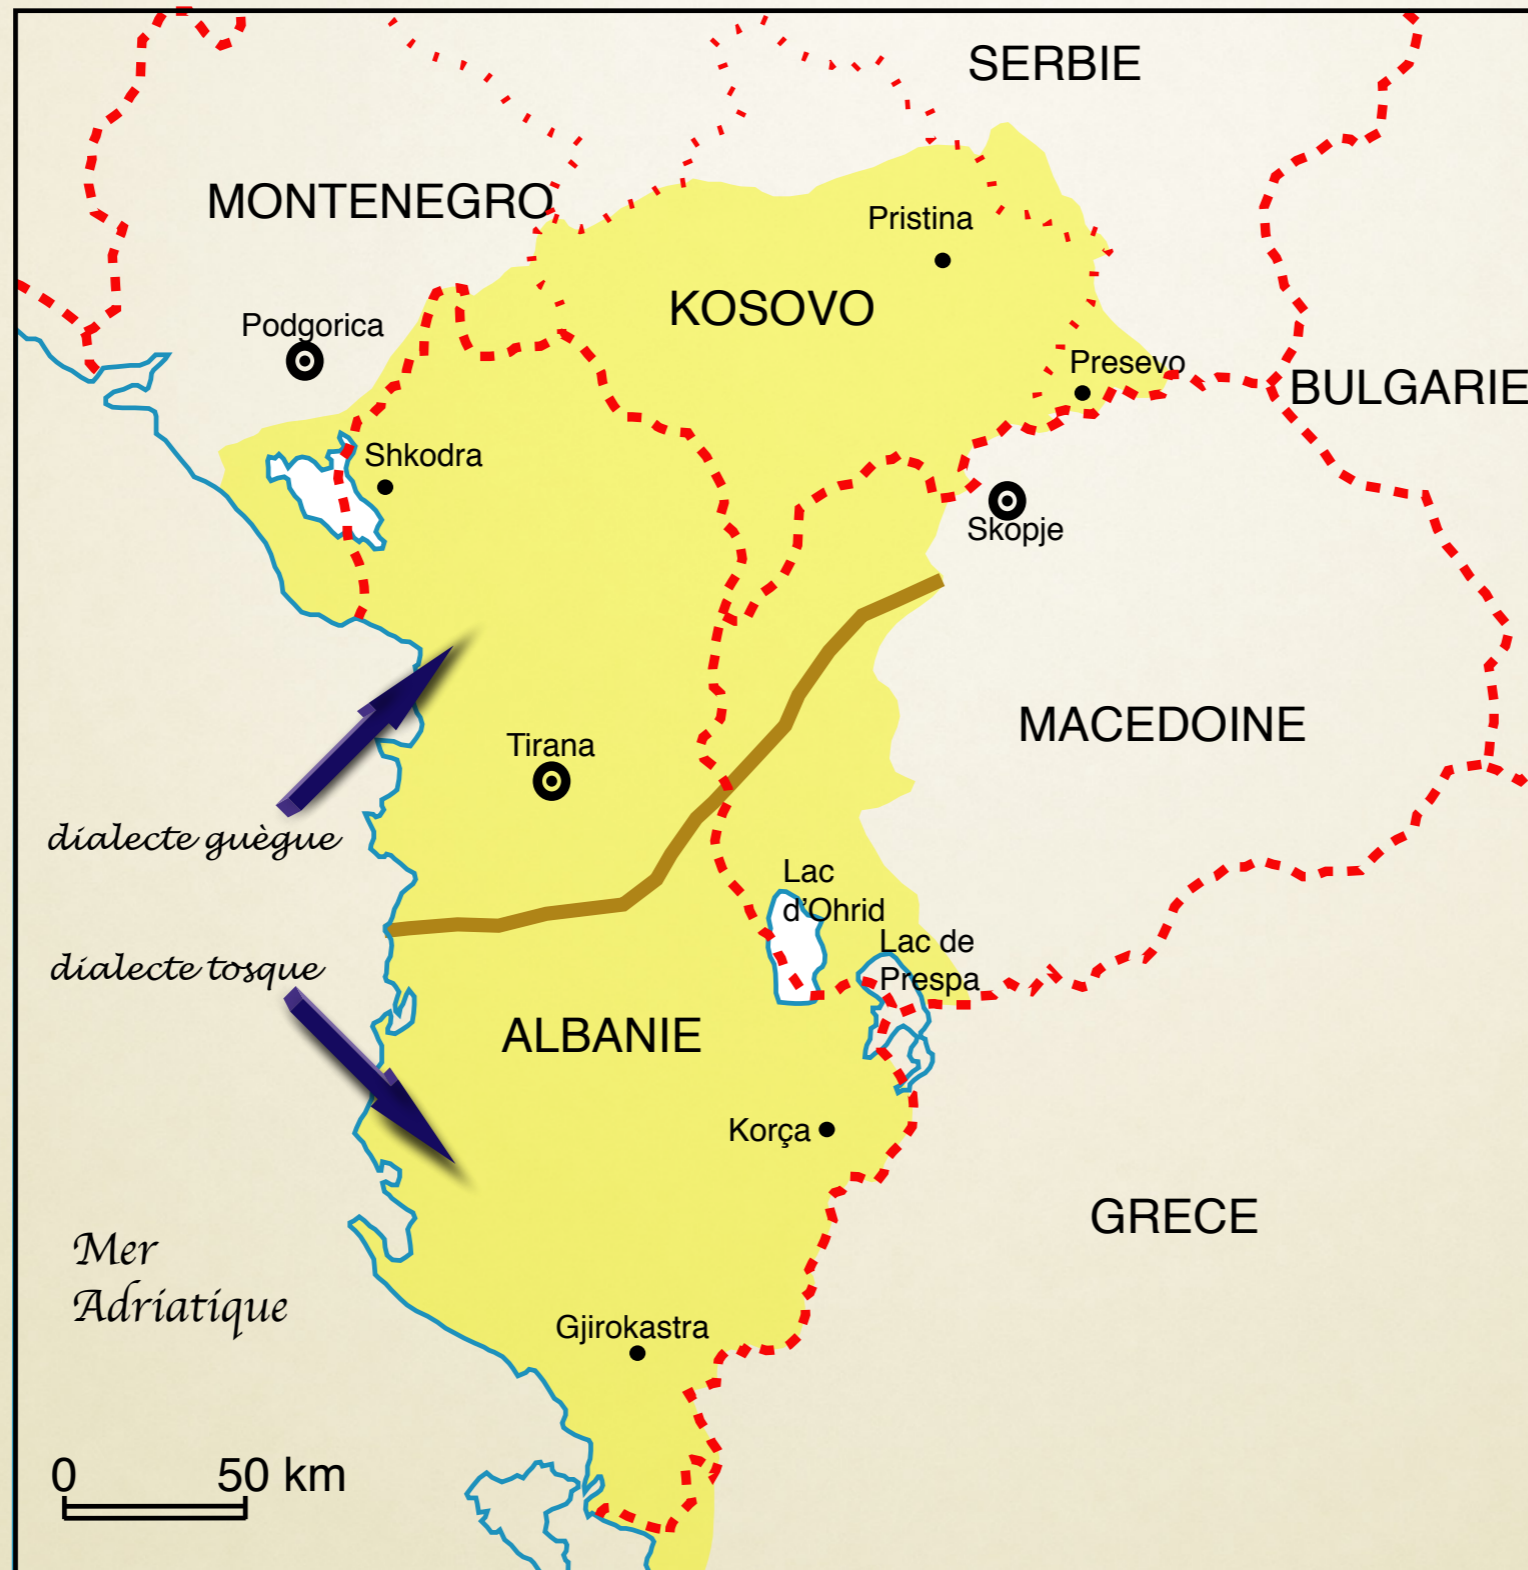 SERBIE
MONTENEGRO
Pristina
KOSOVO
Podgorica
Presevo
BULGARIE
Shkodra
Skopje
MACEDOINE
Tirana
dialecte guègue
Lac
d'Ohrid
Lac de
Prespa
dialecte tosque
ALBANIE
Korça
GRECE
Mer
Adriatique
Gjirokastra
0 50 km